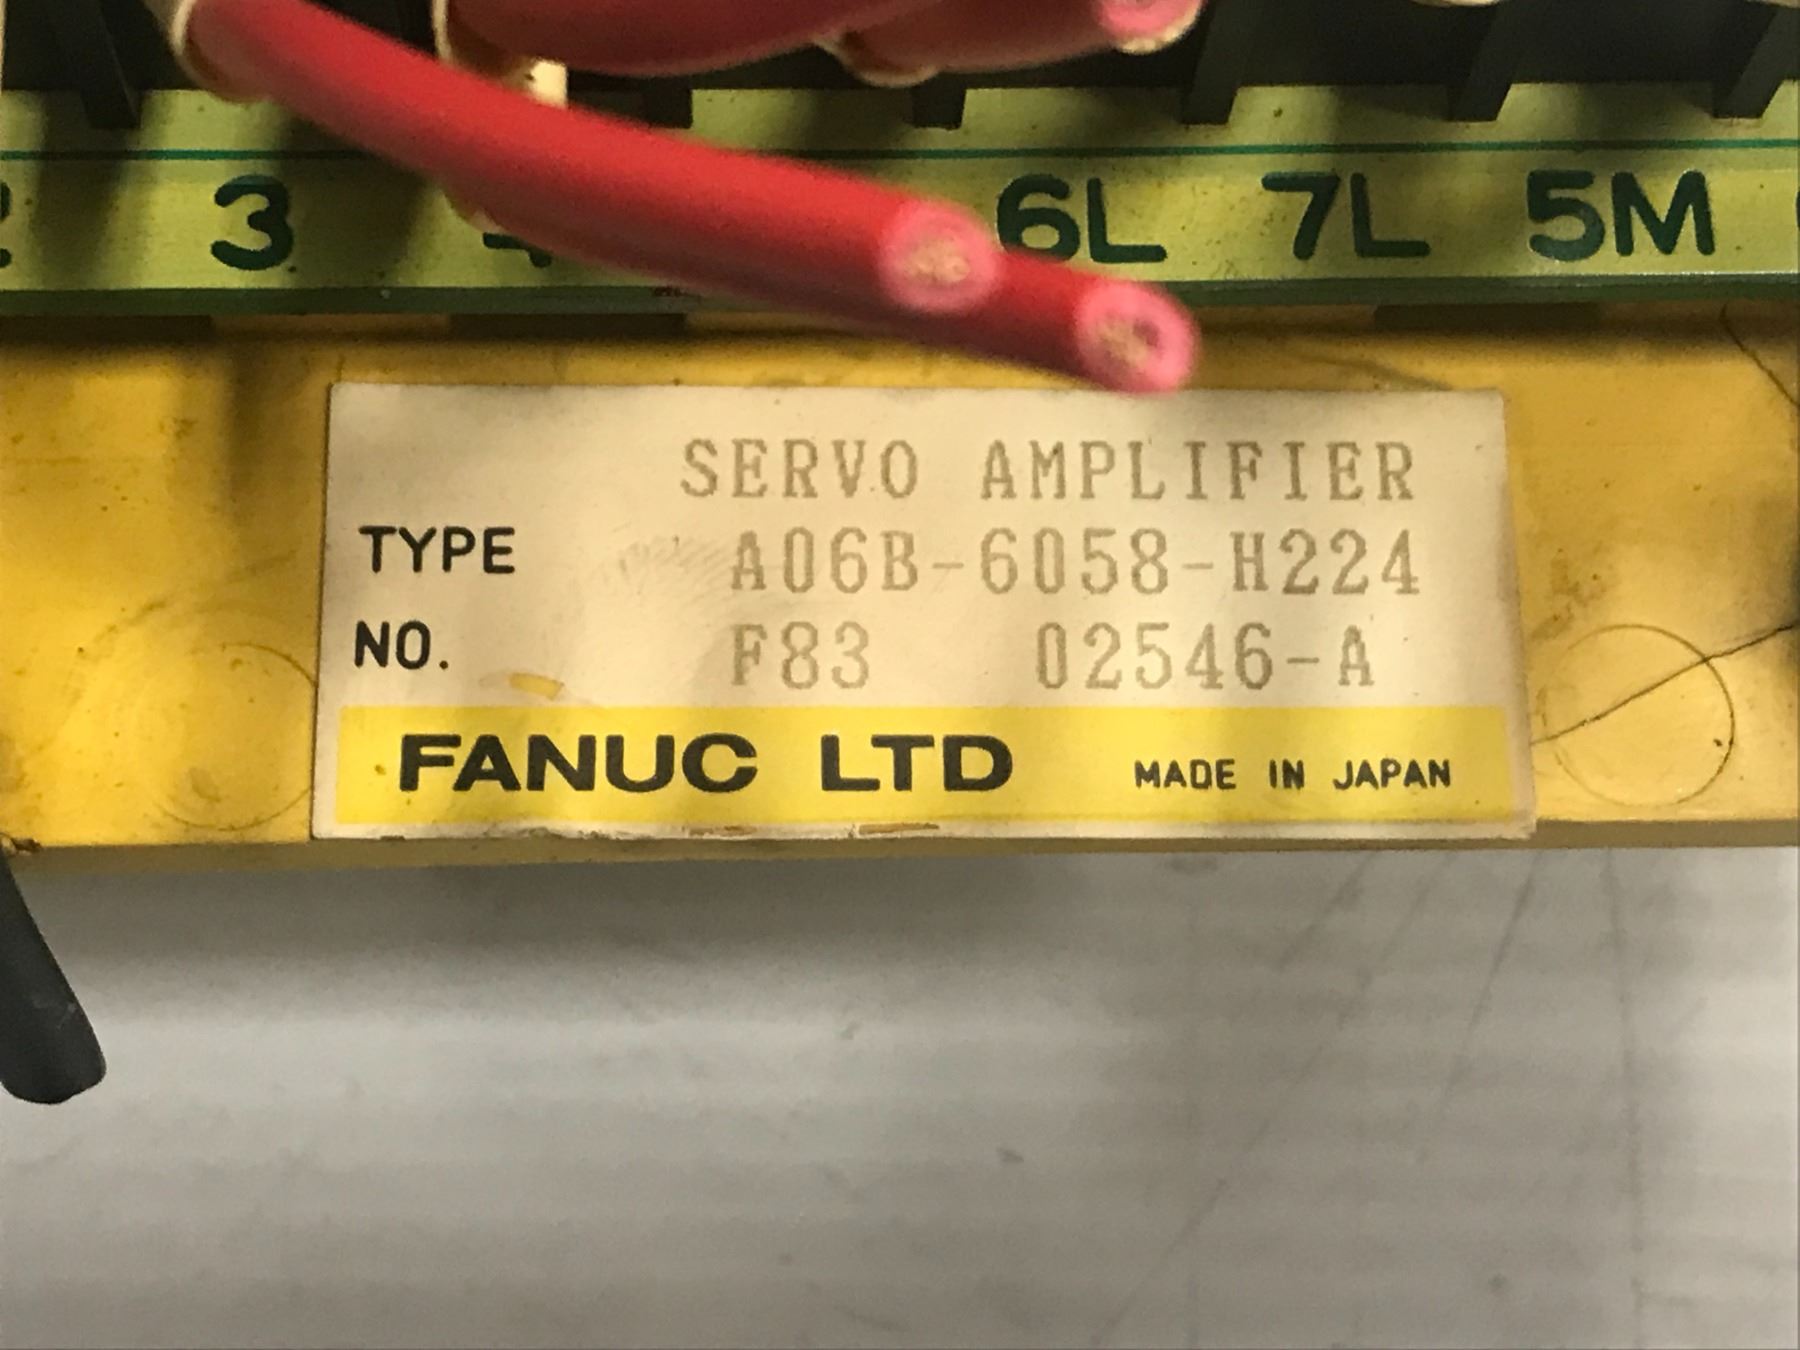 3 6L 7L 5M
SERVO AMPLIFIER
TYPE A06B-6058-H224
NO. F83 02546-A
FANUC LTD MADE IN JAPAN